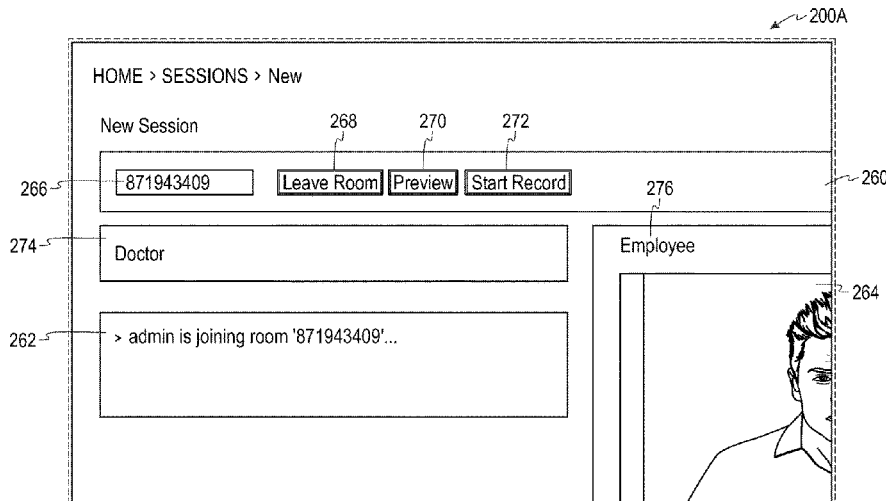 200A
HOME > SESSIONS > New
New Session
268
270
272
266
871943409
Leave Room
Preview
Start Record
260
276
274
Doctor
Employee
264
262
> admin is joining room '871943409'...